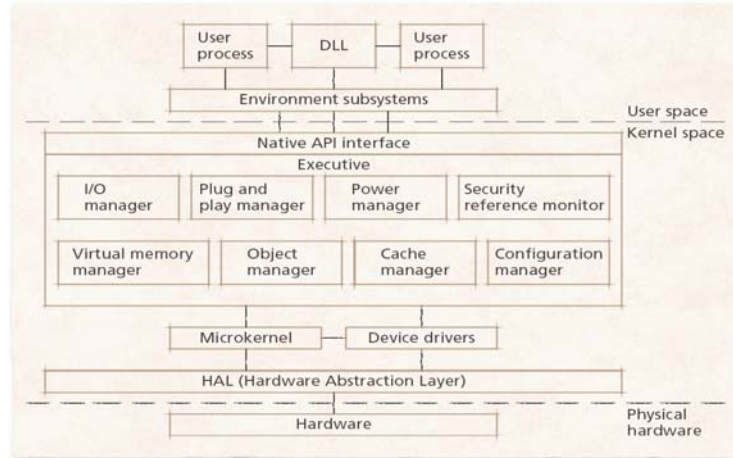 User process
DLL
User process
Environment subsystems
User space
Kernel space
Native API interface
Executive
I/O manager
Plug and play manager
Power manager
Security reference monitor
Virtual memory manager
Object manager
Cache manager
Configuration manager
Microkernel
Device drivers
HAL (Hardware Abstraction Layer)
Physical hardware
Hardware